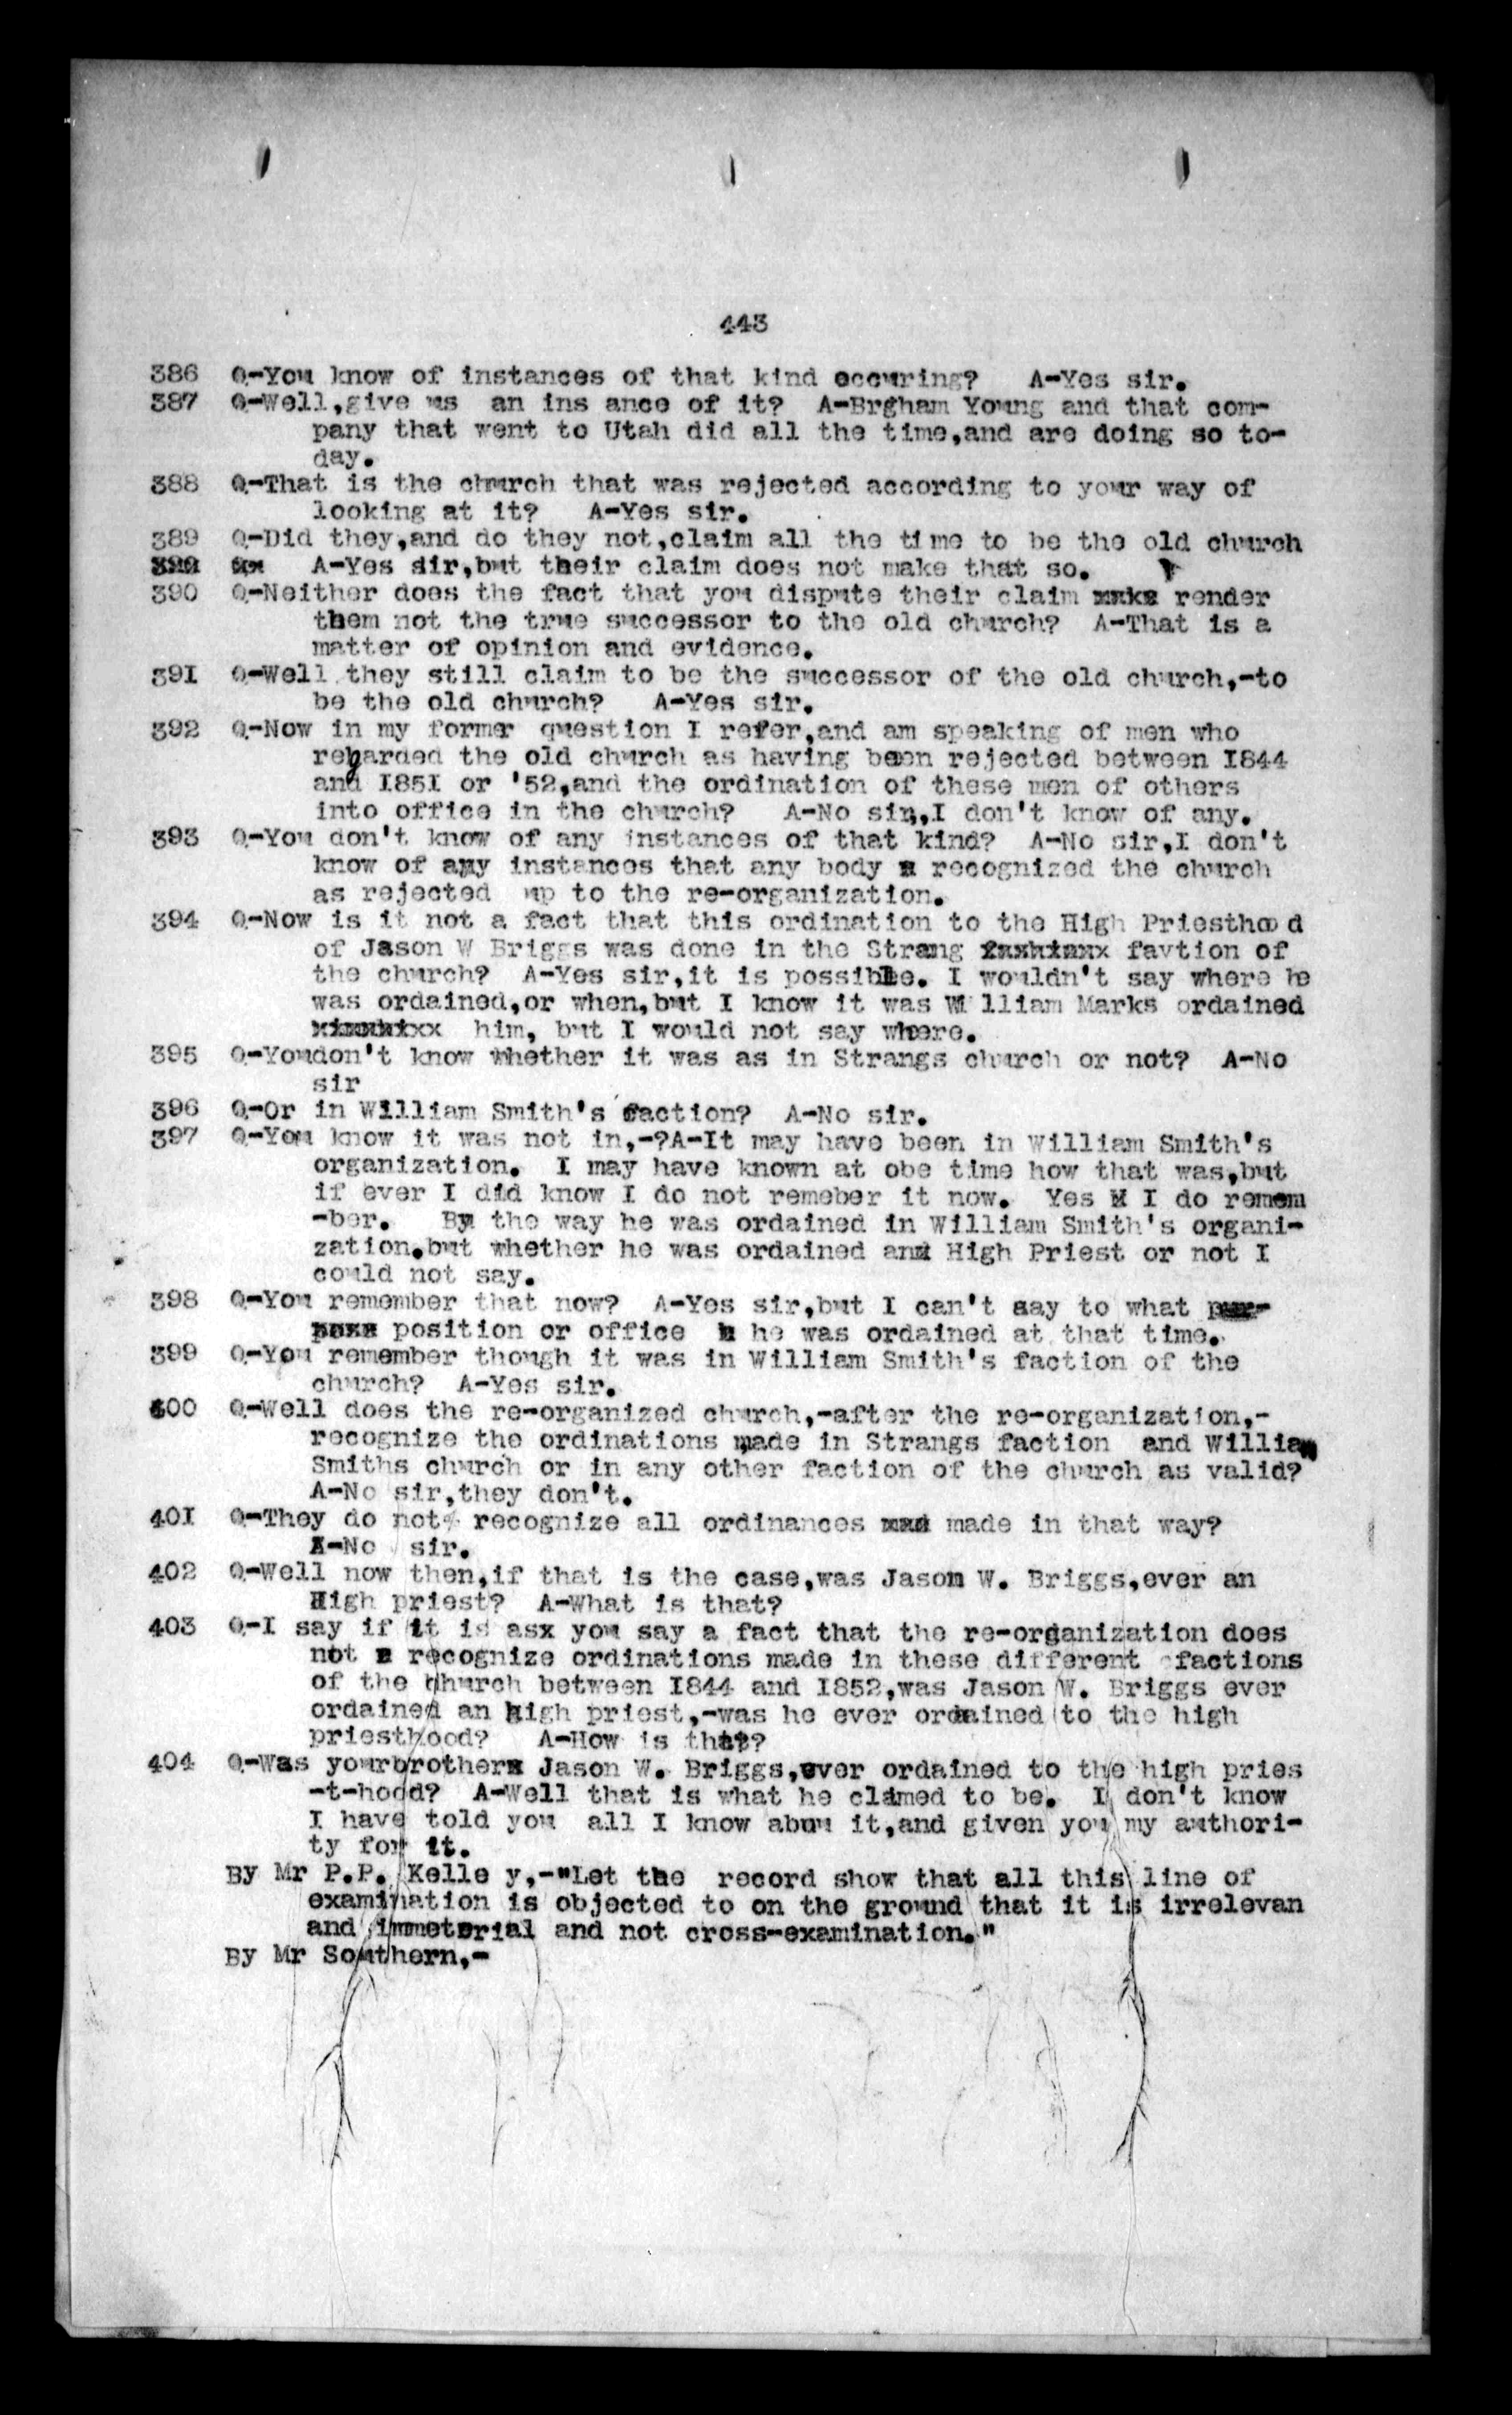 443
386 Q-You know of instances of that kind occuring? A-Yes sir.
387 Q-Well,give us an ins ance of it? A-Brgham Young and that com-
pany that went to Utah did all the time,and are doing so to-
day.
388 Q-That is the church that was rejected according to your way of
looking at it? A-Yes sir.
389 Q-Did they,and do they not,claim all the time to be the old church
A-Yes sir,but their claim does not make that so.
390 Q-Neither does the fact that you dispute their claim render
them not the true successor to the old church? A-That is a
matter of opinion and evidence.
391 Q-Well they still claim to be the successor of the old church,-to
be the old church? A-Yes sir.
392 Q-Now in my former question I refer,and am speaking of men who
regarded the old church as having been rejected between 1844
and 1851 or '52,and the ordination of these men of others
into office in the church? A-No sir,,I don't know of any.
393 Q-You don't know of any instances of that kind? A-No sir,I don't
know of any instances that any body recognized the church
as rejected up to the re-organization.
394 Q-Now is it not a fact that this ordination to the High Priesthood
of Jason W Briggs was done in the Strang favtion of
the church? A-Yes sir,it is possible. I wouldn't say where he
was ordained,or when,but I know it was William Marks ordained
him, but I would not say where.
395 Q-Youdon't know whether it was as in Strangs church or not? A-No
sir
396 Q-Or in William Smith's faction? A-No sir.
397 Q-You know it was not in,-?A-It may have been in William Smith's
organization. I may have known at obe time how that was,but
if ever I did know I do not remeber it now. Yes I do remem
-ber. By the way he was ordained in William Smith's organi-
zation.but whether he was ordained and High Priest or not I
could not say.
398 Q-You remember that now? A-Yes sir,but I can't say to what pur-
position or office he was ordained at that time.
399 Q-You remember though it was in William Smith's faction of the
church? A-Yes sir.
400 Q-Well does the re-organized church,-after the re-organization,-
recognize the ordinations made in Strangs faction and William
Smiths church or in any other faction of the church as valid?
A-No sir,they don't.
401 Q-They do not recognize all ordinances made in that way?
A-No sir.
402 Q-Well now then,if that is the case,was Jason W. Briggs,ever an
High priest? A-What is that?
403 Q-I say if it is asx you say a fact that the re-organization does
not recognize ordinations made in these different factions
of the church between 1844 and 1852,was Jason W. Briggs ever
ordained an high priest,-was he ever ordained to the high
priesthood? A-How is that?
404 Q-Was yourbrother Jason W. Briggs,ever ordained to the high pries
-t-hood? A-Well that is what he claimed to be. I don't know
I have told you all I know abou it,and given you my authori-
ty for it.
By Mr P.P. Kelle y,-"Let the record show that all this line of
examination is objected to on the ground that it is irrelevan
and immeterial and not cross-examination."
By Mr Southern,-